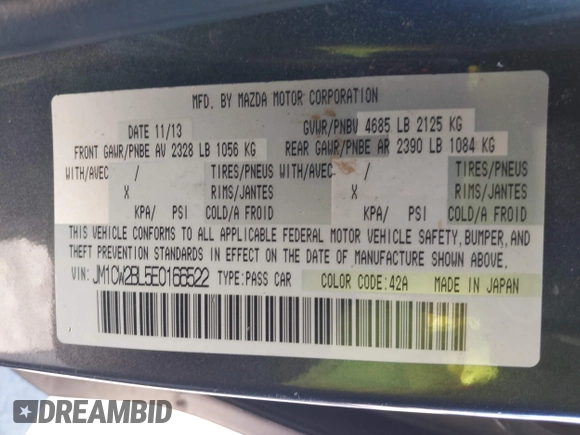 MFD. BY MAZDA MOTOR CORPORATION
DATE 11/13 GVWR/PNBV 4685 LB 2125 KG
FRONT GAWR/PNBE AV 2328 LB 1056 KG REAR GAWR/PNBE AR 2390 LB 1084 KG
WITH/AVEC / TIRES/PNEUS WITH/AVEC / TIRES/PNEUS
X RIMS/JANTES X RIMS/JANTES
KPA/ PSI COLD/A FROID KPA/ PSI COLD/A FROID
THIS VEHICLE CONFORMS TO ALL APPLICABLE FEDERAL MOTOR VEHICLE SAFETY, BUMPER, AND
THEFT PREVENTION STANDARDS IN EFFECT ON THE DATE OF MANUFACTURE SHOWN ABOVE.
VIN: JM1CW2BL5E0166522 TYPE:PASS CAR COLOR CODE:42A MADE IN JAPAN
DREAMBID